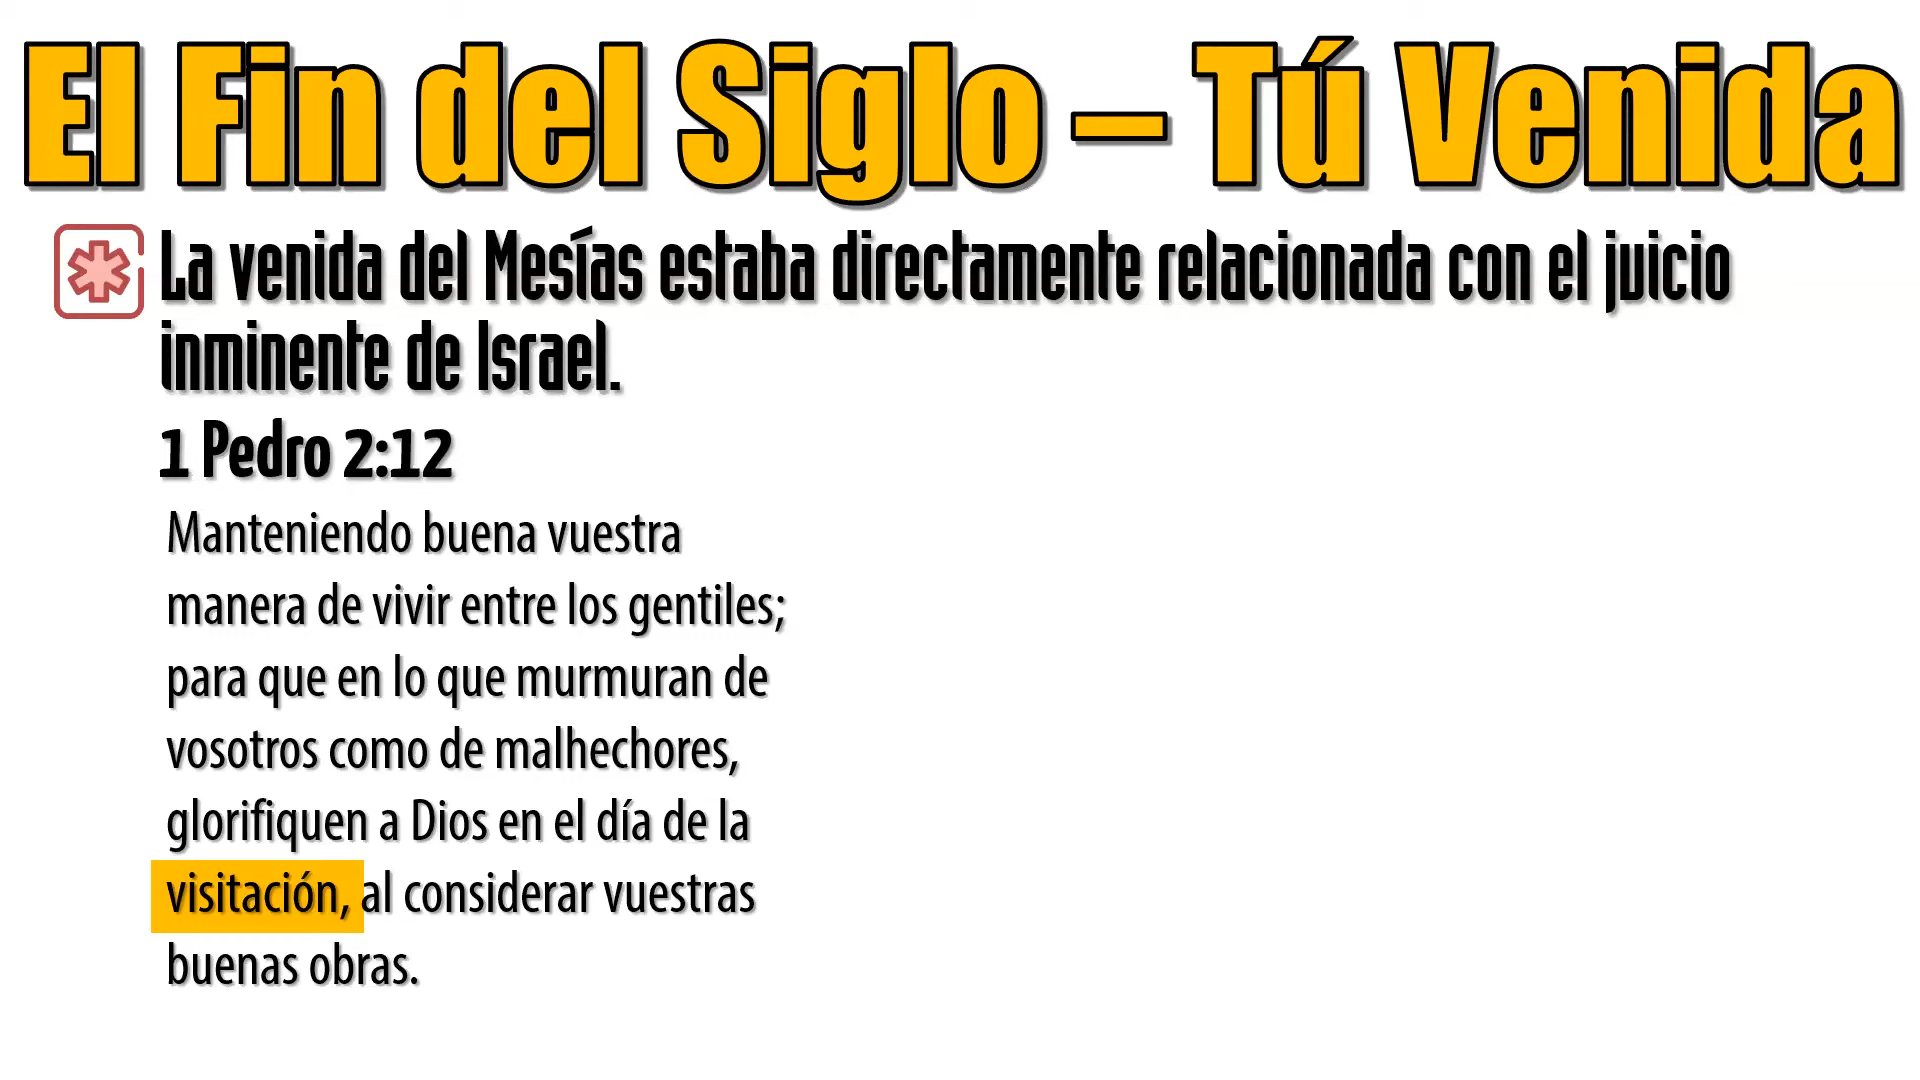 El Fin del Siglo – Tú Venida
La venida del Mesías estaba directamente relacionada con el juicio
inminente de Israel.
1 Pedro 2:12
Manteniendo buena vuestra
manera de vivir entre los gentiles;
para que en lo que murmuran de
vosotros como de malhechores,
glorifiquen a Dios en el día de la
visitación, al considerar vuestras
buenas obras.